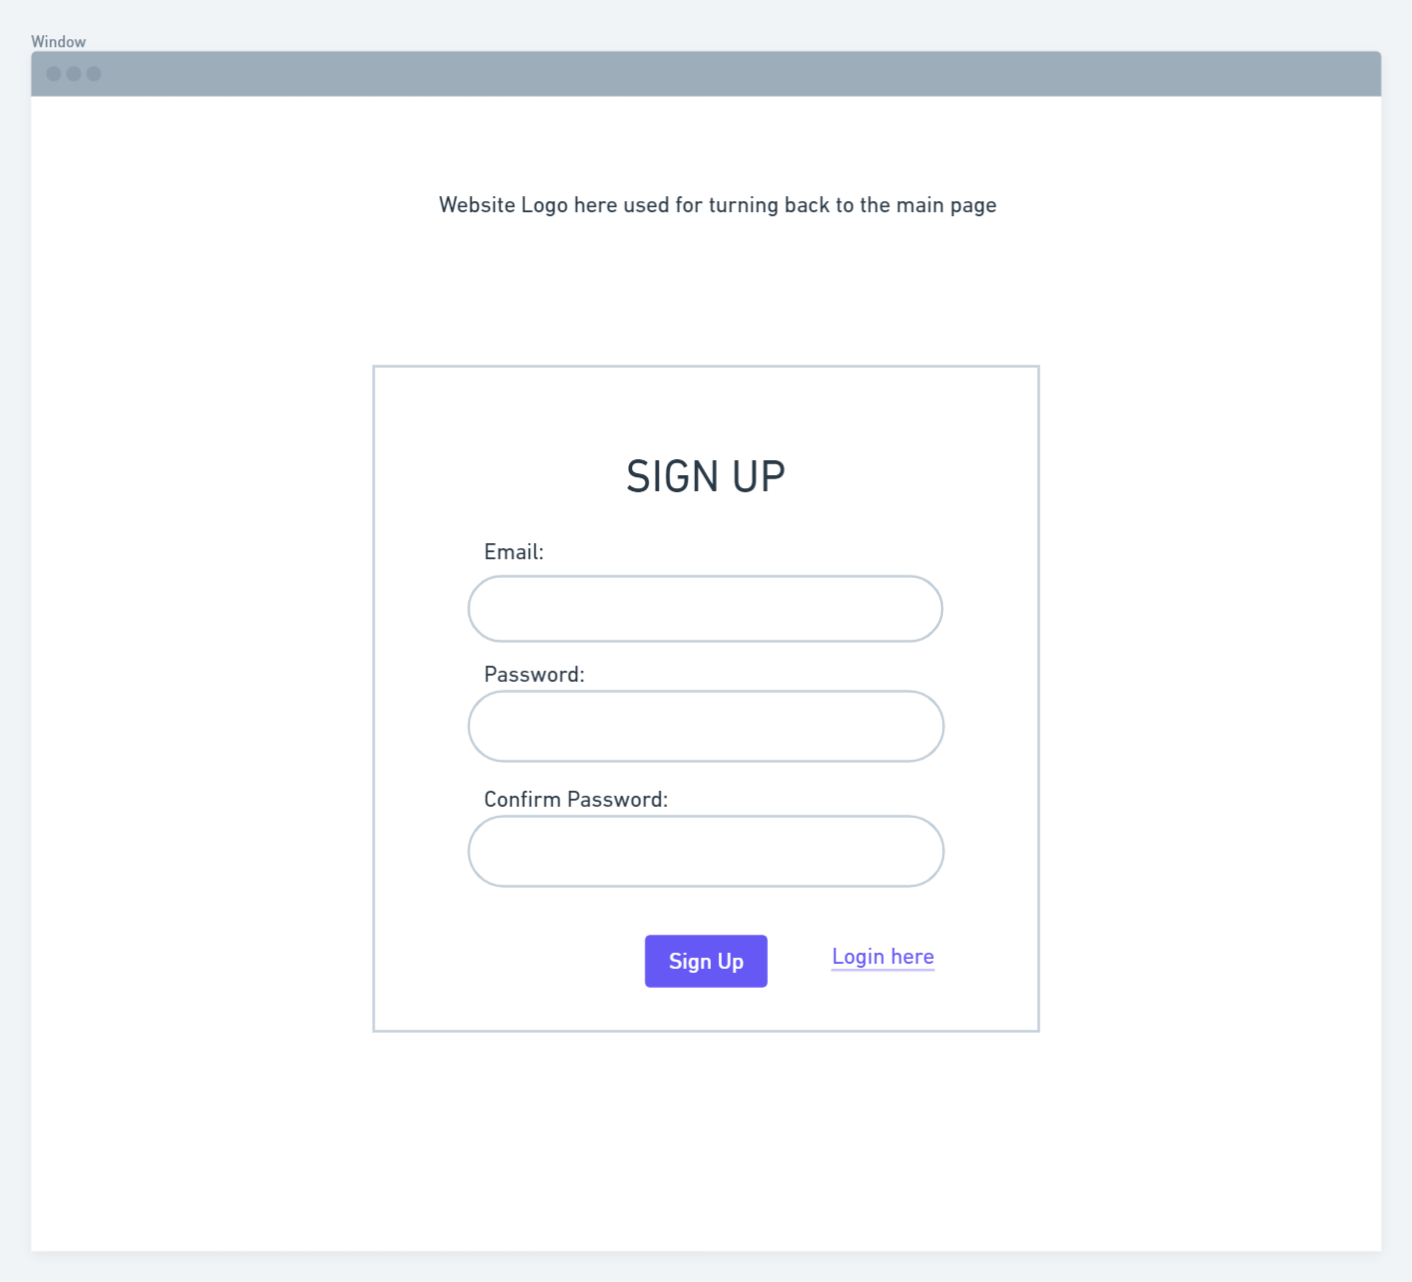 Window
Website Logo here used for turning back to the main page
SIGN UP
Email:
Password:
Confirm Password:
Sign Up
Login here